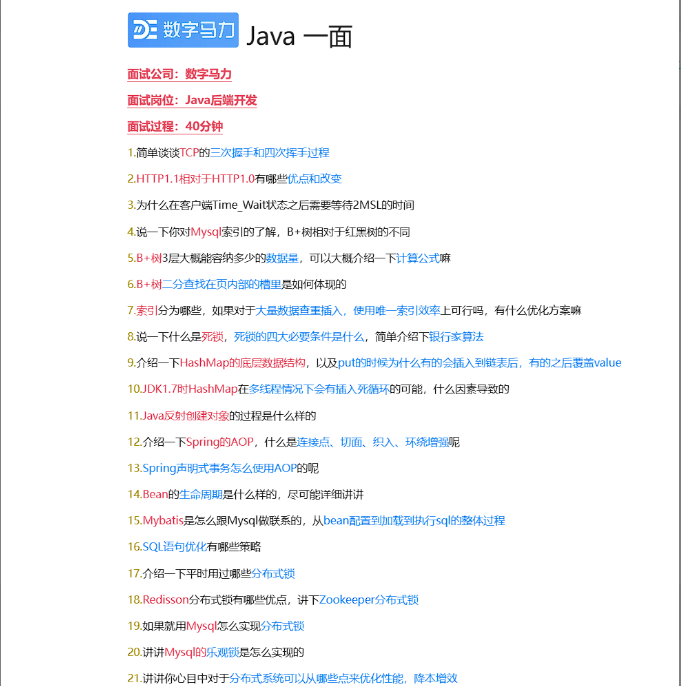 数字马力 Java 一面
面试公司：数字马力
面试岗位：Java后端开发
面试过程：40分钟
1.简单谈谈TCP的三次握手和四次挥手过程
2.HTTP1.1相对于HTTP1.0有哪些优点和改变
3.为什么在客户端Time_Wait状态之后需要等待2MSL的时间
4.说一下你对Mysql索引的了解，B+树相对于红黑树的不同
5.B+树3层大概能容纳多少的数据量，可以大概介绍一下计算公式嘛
6.B+树二分查找在页内部的槽里是如何体现的
7.索引分为哪些，如果对于大量数据查重插入，使用唯一索引效率上可行吗，有什么优化方案嘛
8.说一下什么是死锁，死锁的四大必要条件是什么，简单介绍下银行家算法
9.介绍一下HashMap的底层数据结构，以及put的时候为什么有的会插入到链表后，有的之后覆盖value
10.JDK1.7时HashMap在多线程情况下会有插入死循环的可能，什么因素导致的
11.Java反射创建对象的过程是什么样的
12.介绍一下Spring的AOP，什么是连接点、切面、织入、环绕增强呢
13.Spring声明式事务怎么使用AOP的呢
14.Bean的生命周期是什么样的，尽可能详细讲讲
15.Mybatis是怎么跟Mysql做联系的，从bean配置到加载到执行sql的整体过程
16.SQL语句优化有哪些策略
17.介绍一下平时用过哪些分布式锁
18.Redisson分布式锁有哪些优点，讲下Zookeeper分布式锁
19.如果就用Mysql怎么实现分布式锁
20.讲讲Mysql的乐观锁是怎么实现的
21.讲讲你心目中对于分布式系统可以从哪些点来优化性能，降本增效